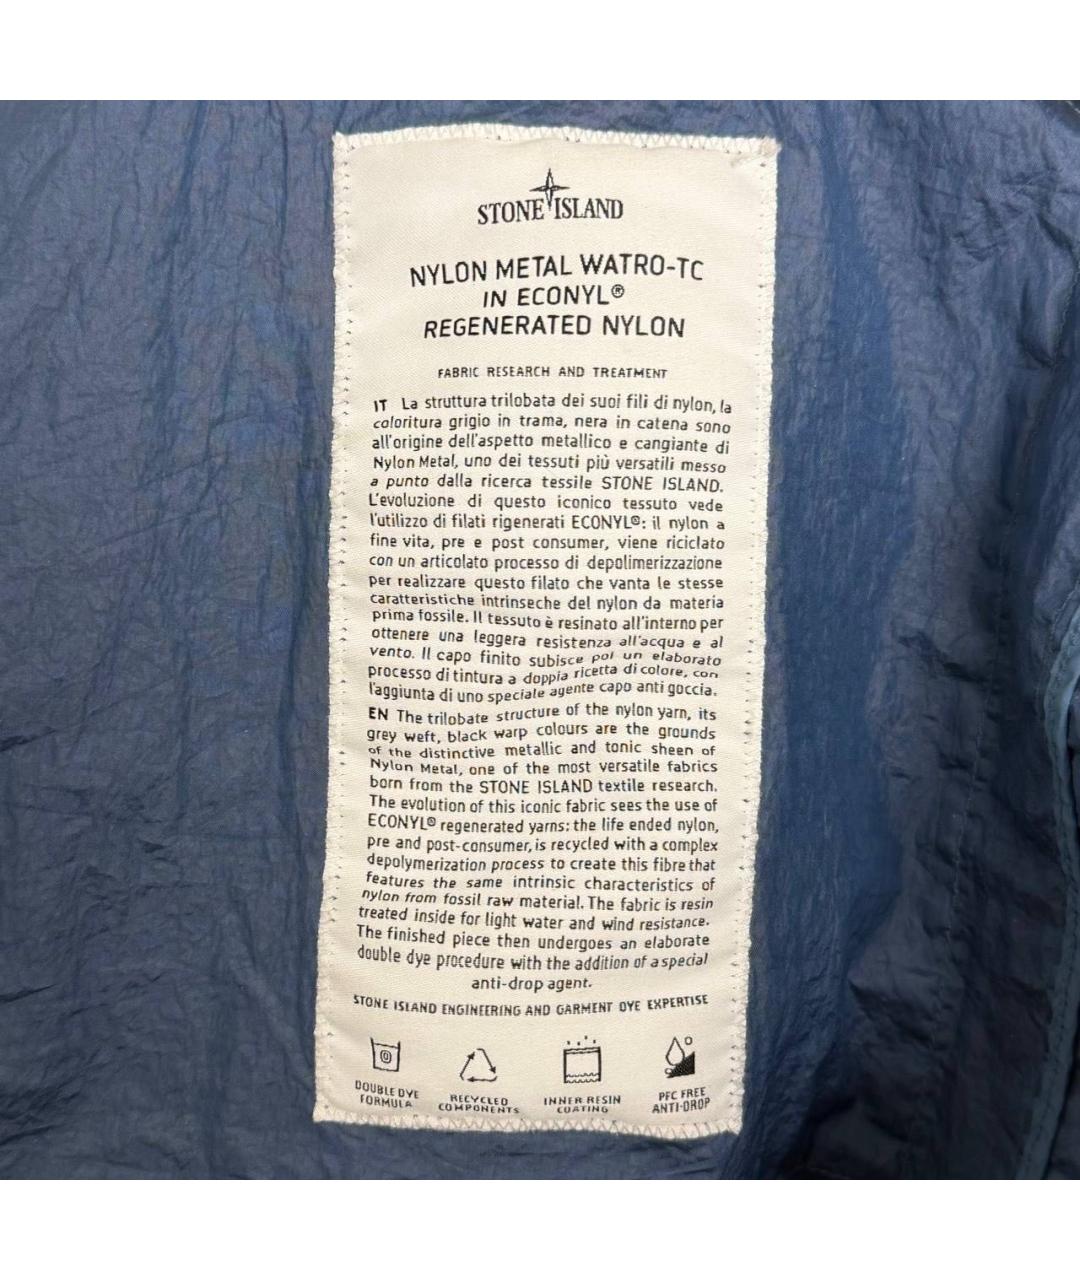 STONE ISLAND
NYLON METAL WATRO-TC
IN ECONYL®
REGENERATED NYLON
FABRIC RESEARCH AND TREATMENT
IT La struttura trilobata dei suoi fili di nylon, la
coloritura grigio in trama, nera in catena sono
all'origine dell'aspetto metallico e cangiante di
Nylon Metal, uno dei tessuti più versatili messo
a punto dalla ricerca tessile STONE ISLAND.
L'evoluzione di questo iconico tessuto vede
l'utilizzo di filati rigenerati ECONYL®: il nylon a
fine vita, pre e post consumer, viene riciclato
con un articolato processo di depolimerizzazione
per realizzare questo filato che vanta le stesse
caratteristiche intrinseche del nylon da materia
prima fossile. Il tessuto è resinato all'interno per
ottenere una leggera resistenza all'acqua e al
vento. Il capo finito subisce poi un elaborato
processo di tintura a doppia ricetta di colore, con
l'aggiunta di uno speciale agente capo anti goccia.
EN The trilobate structure of the nylon yarn, its
grey weft, black warp colours are the grounds
of the distinctive metallic and tonic sheen of
Nylon Metal, one of the most versatile fabrics
born from the STONE ISLAND textile research.
The evolution of this iconic fabric sees the use of
ECONYL® regenerated yarns: the life ended nylon,
pre and post-consumer, is recycled with a complex
depolymerization process to create this fibre that
features the same intrinsic characteristics of
nylon from fossil raw material. The fabric is resin
treated inside for light water and wind resistance.
The finished piece then undergoes an elaborate
double dye procedure with the addition of a special
anti-drop agent.
STONE ISLAND ENGINEERING AND GARMENT DYE EXPERTISE
DOUBLE DYE
FORMULA
RECYCLED
COMPONENTS
INNER RESIN
COATING
PFC FREE
ANTI-DROP